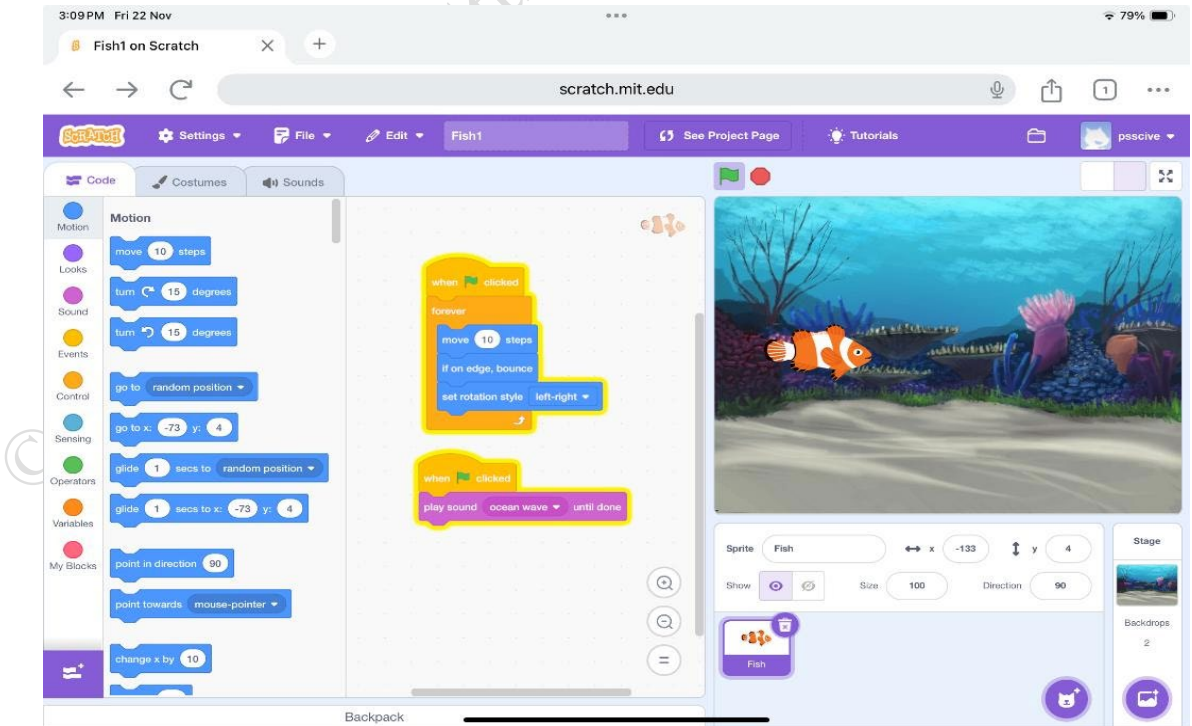 3:09 PM Fri 22 Nov
79%
Fish1 on Scratch
scratch.mit.edu
1
SCRATCH
Settings
File
Edit
Fish1
See Project Page
Tutorials
psscive
Code
Costumes
Sounds
Motion
Looks
Sound
Events
Control
Sensing
Operators
Variables
My Blocks
Motion
move 10 steps
turn 15 degrees
turn 15 degrees
go to random position
go to x: -73 y: 4
glide 1 secs to random position
glide 1 secs to x: -73 y: 4
point in direction 90
point towards mouse-pointer
change x by 10
when clicked
forever
move 10 steps
if on edge, bounce
set rotation style left-right
when clicked
play sound ocean wave until done
Sprite Fish x -133 y 4
Show Size 100 Direction 90
Fish
Stage
Backdrops
2
Backpack